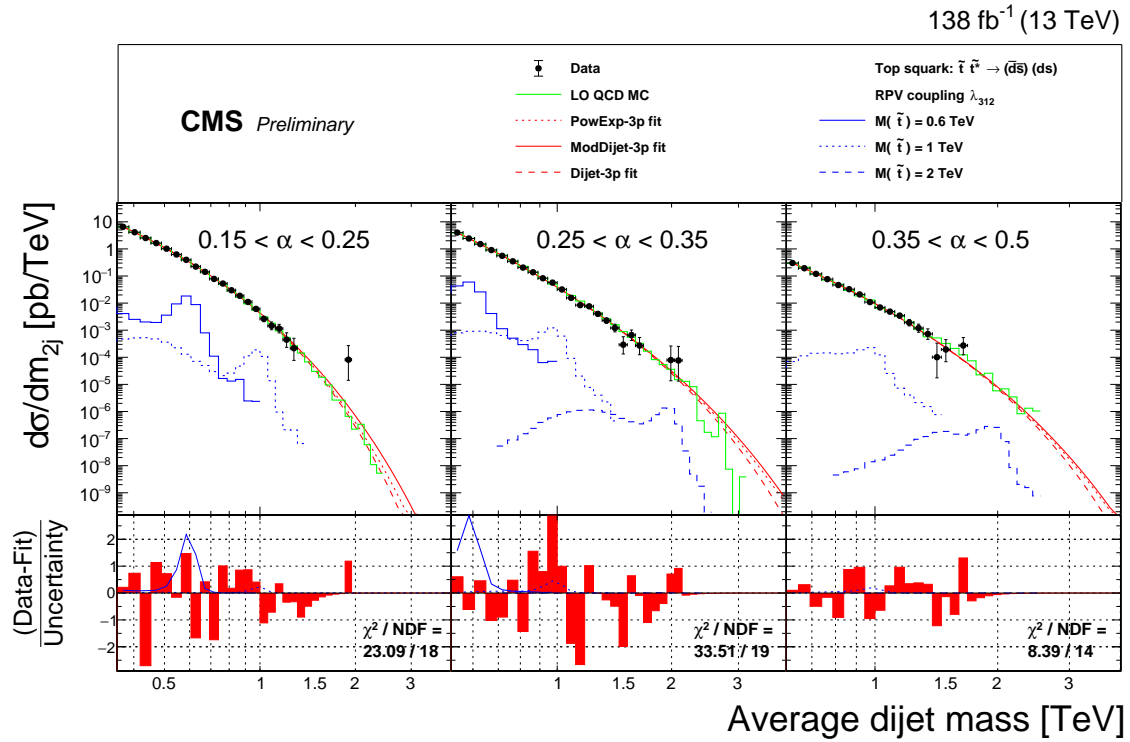 138 fb⁻¹ (13 TeV)
CMS Preliminary
Data
LO QCD MC
PowExp-3p fit
ModDijet-3p fit
Dijet-3p fit
Top squark: t̃ t̃* → (d̅s̅) (ds)
RPV coupling λ₃₁₂
M( t̃ ) = 0.6 TeV
M( t̃ ) = 1 TeV
M( t̃ ) = 2 TeV
dσ/dm₂ⱼ [pb/TeV]
10
1
10⁻¹
10⁻²
10⁻³
10⁻⁴
10⁻⁵
10⁻⁶
10⁻⁷
10⁻⁸
10⁻⁹
0.15 < α < 0.25
0.25 < α < 0.35
0.35 < α < 0.5
(Data-Fit)
Uncertainty
2
1
0
−1
−2
χ² / NDF =
23.09 / 18
χ² / NDF =
33.51 / 19
χ² / NDF =
8.39 / 14
0.5 1 1.5 2 3
1 1.5 2 3
1 2 3
Average dijet mass [TeV]